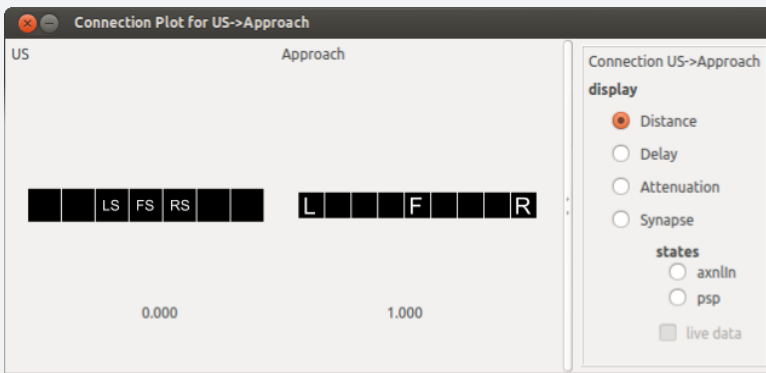 Connection Plot for US->Approach
US
Approach
LS FS RS
L F R
0.000
1.000
Connection US->Approach
display
Distance
Delay
Attenuation
Synapse
states
axnlIn
psp
live data